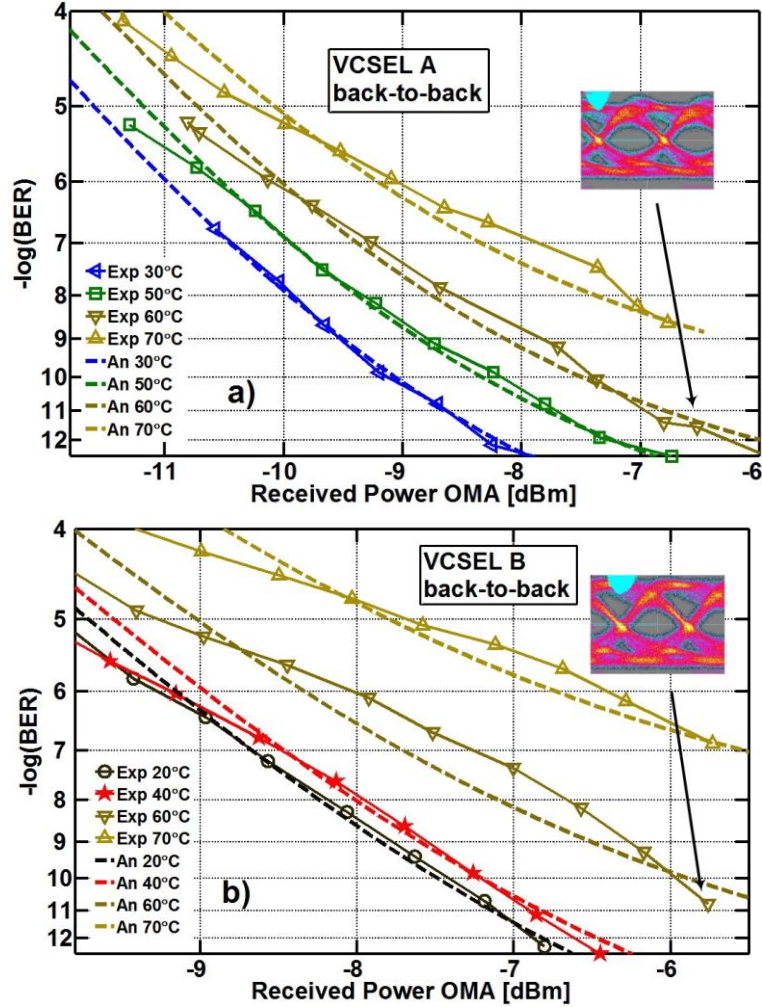 4
5
6
7
8
9
10
11
12
-log(BER)
VCSEL A
back-to-back
Exp 30°C
Exp 50°C
Exp 60°C
Exp 70°C
An 30°C
An 50°C
An 60°C
An 70°C
a)
-11 -10 -9 -8 -7 -6
Received Power OMA [dBm]
4
5
6
7
8
9
10
11
12
-log(BER)
VCSEL B
back-to-back
Exp 20°C
Exp 40°C
Exp 60°C
Exp 70°C
An 20°C
An 40°C
An 60°C
An 70°C
b)
-9 -8 -7 -6
Received Power OMA [dBm]